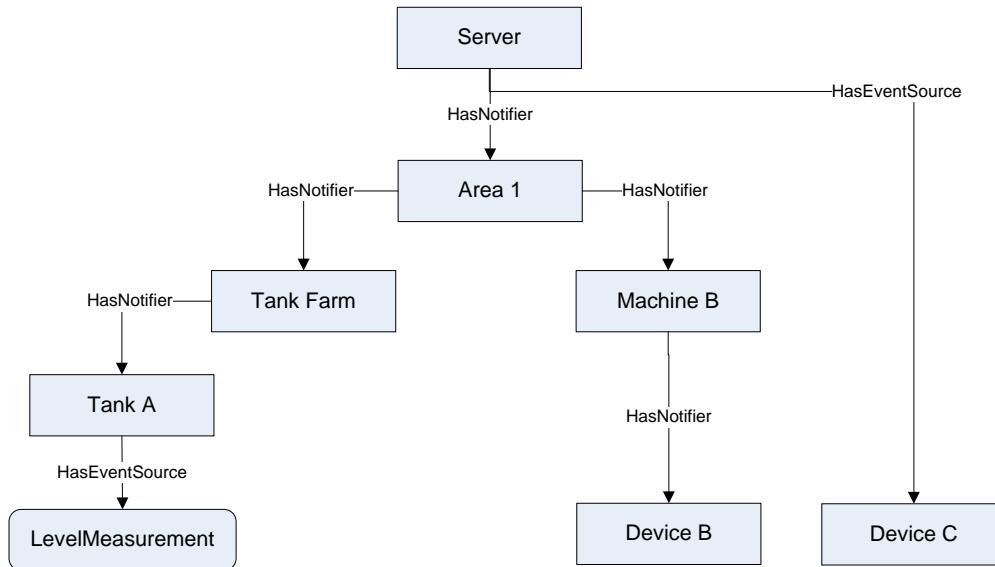 Server
HasEventSource
HasNotifier
Area 1
HasNotifier
HasNotifier
Tank Farm
Machine B
HasNotifier
Tank A
HasNotifier
HasEventSource
LevelMeasurement
Device B
Device C